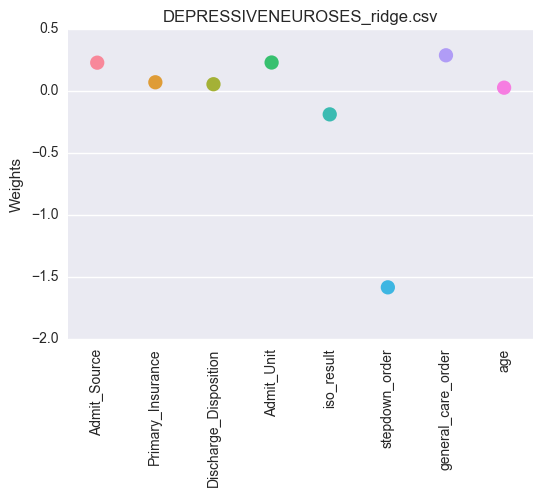 DEPRESSIVENEUROSES_ridge.csv
0.5
0.0
−0.5
−1.0
−1.5
−2.0
Weights
Admit_Source
Primary_Insurance
Discharge_Disposition
Admit_Unit
iso_result
stepdown_order
general_care_order
age